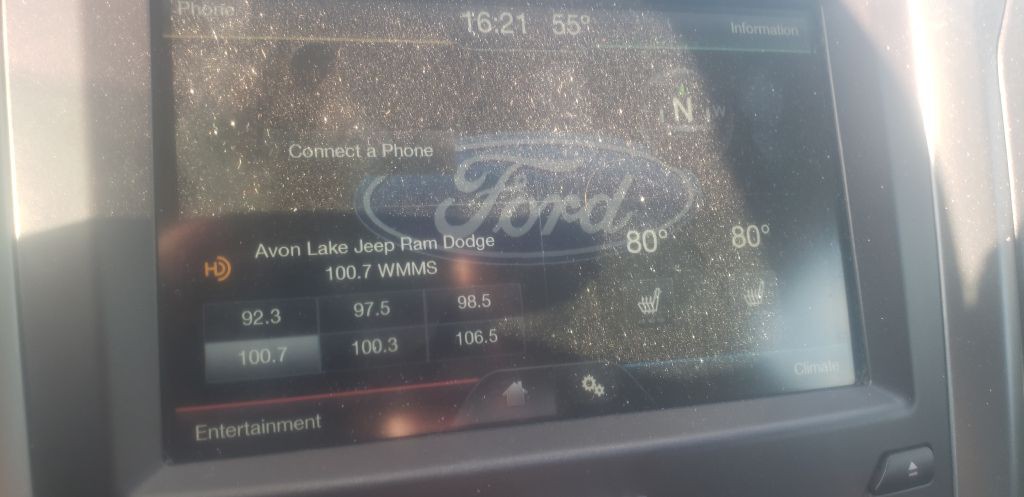 Phone
16:21 55°
Information
N
Connect a Phone
Ford
80° 80°
Avon Lake Jeep Ram Dodge
HD
100.7 WMMS
92.3 97.5 98.5
100.7 100.3 106.5
Climate
Entertainment